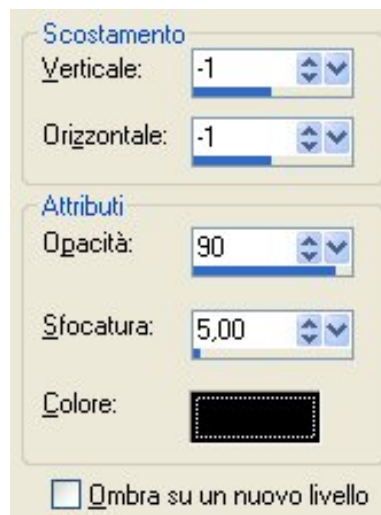 Scostamento
Verticale: -1
Orizzontale: -1
Attributi
Opacità: 90
Sfocatura: 5,00
Colore:
Ombra su un nuovo livello